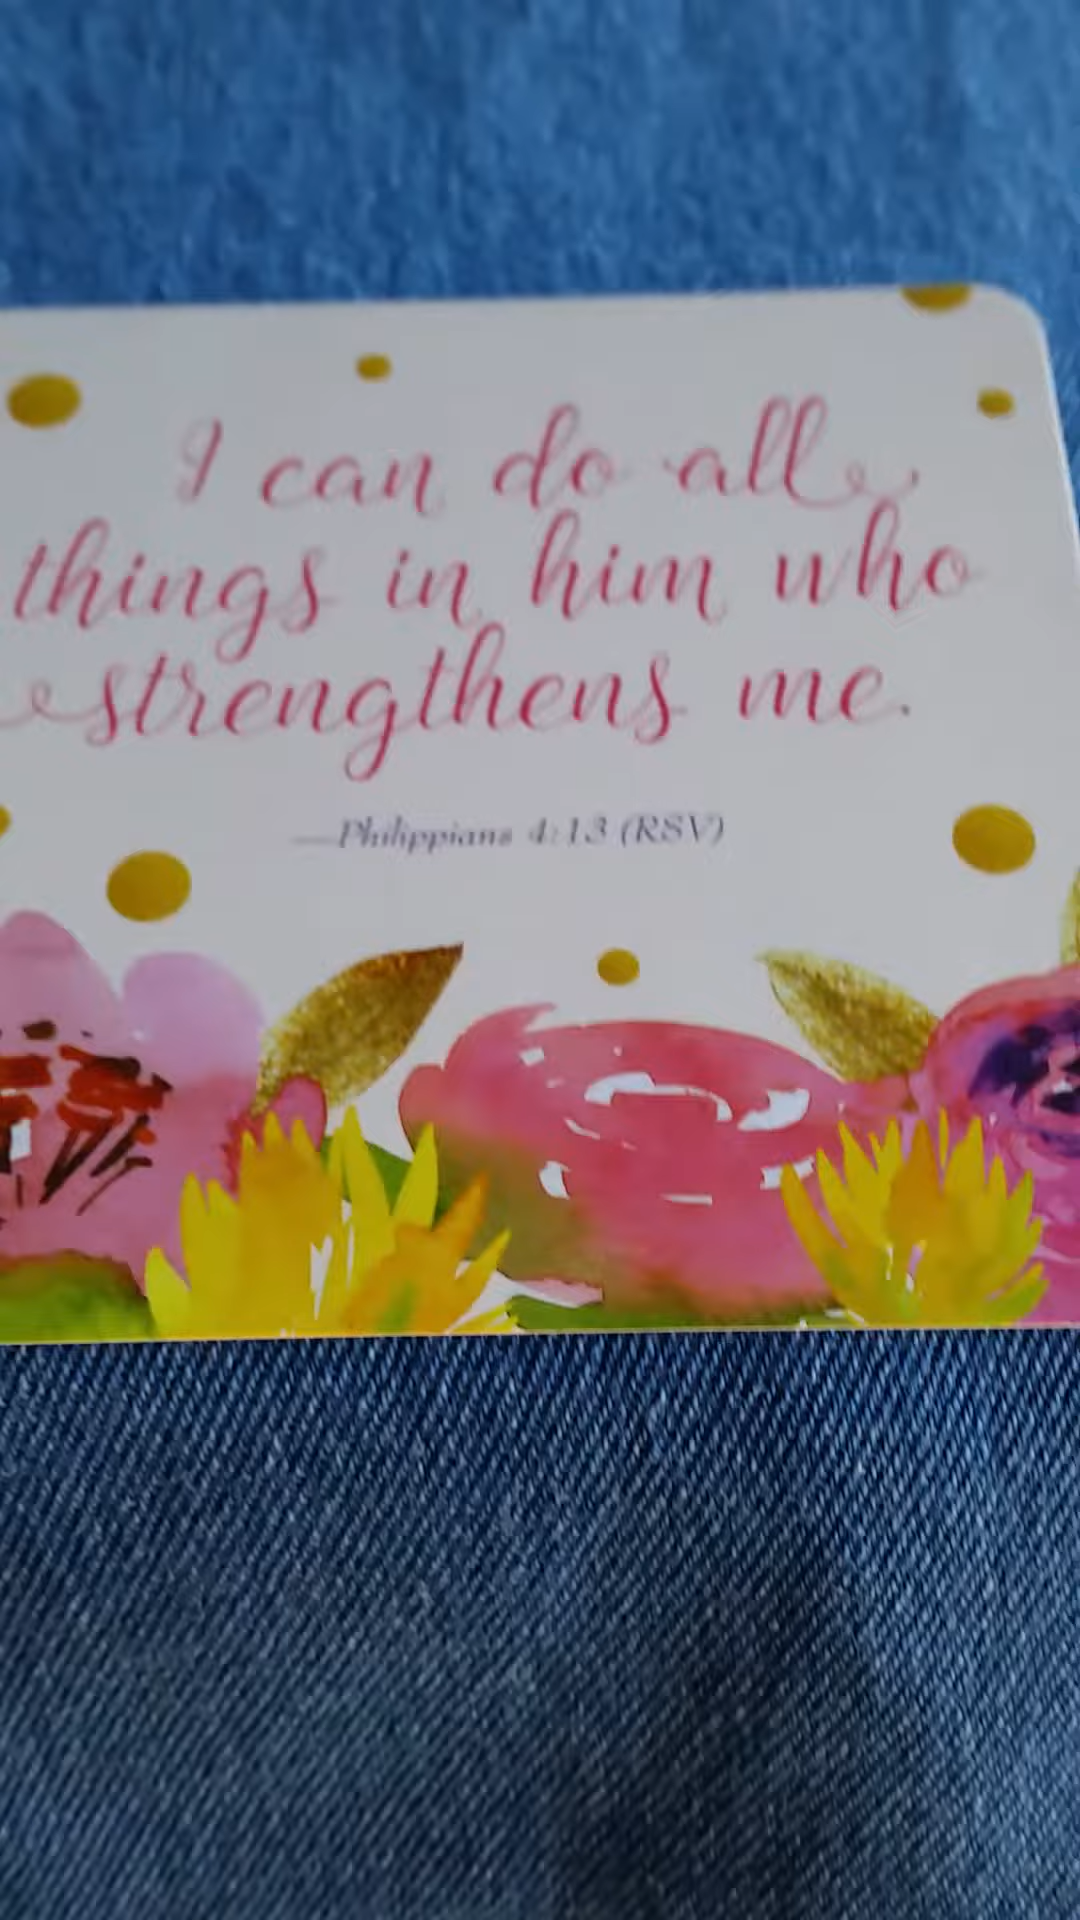 I can do all
things in him who
strengthens me.
—Philippians 4:13 (RSV)